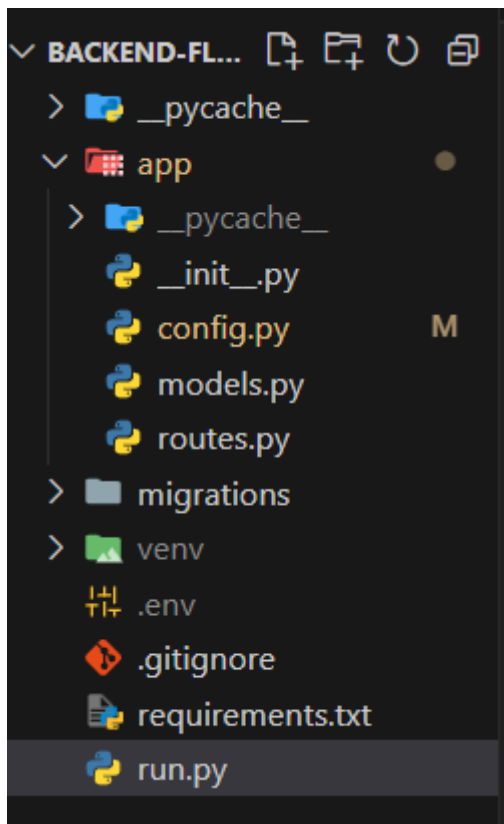 BACKEND-FL...
__pycache__
app
__pycache__
__init__.py
config.py M
models.py
routes.py
migrations
venv
.env
.gitignore
requirements.txt
run.py